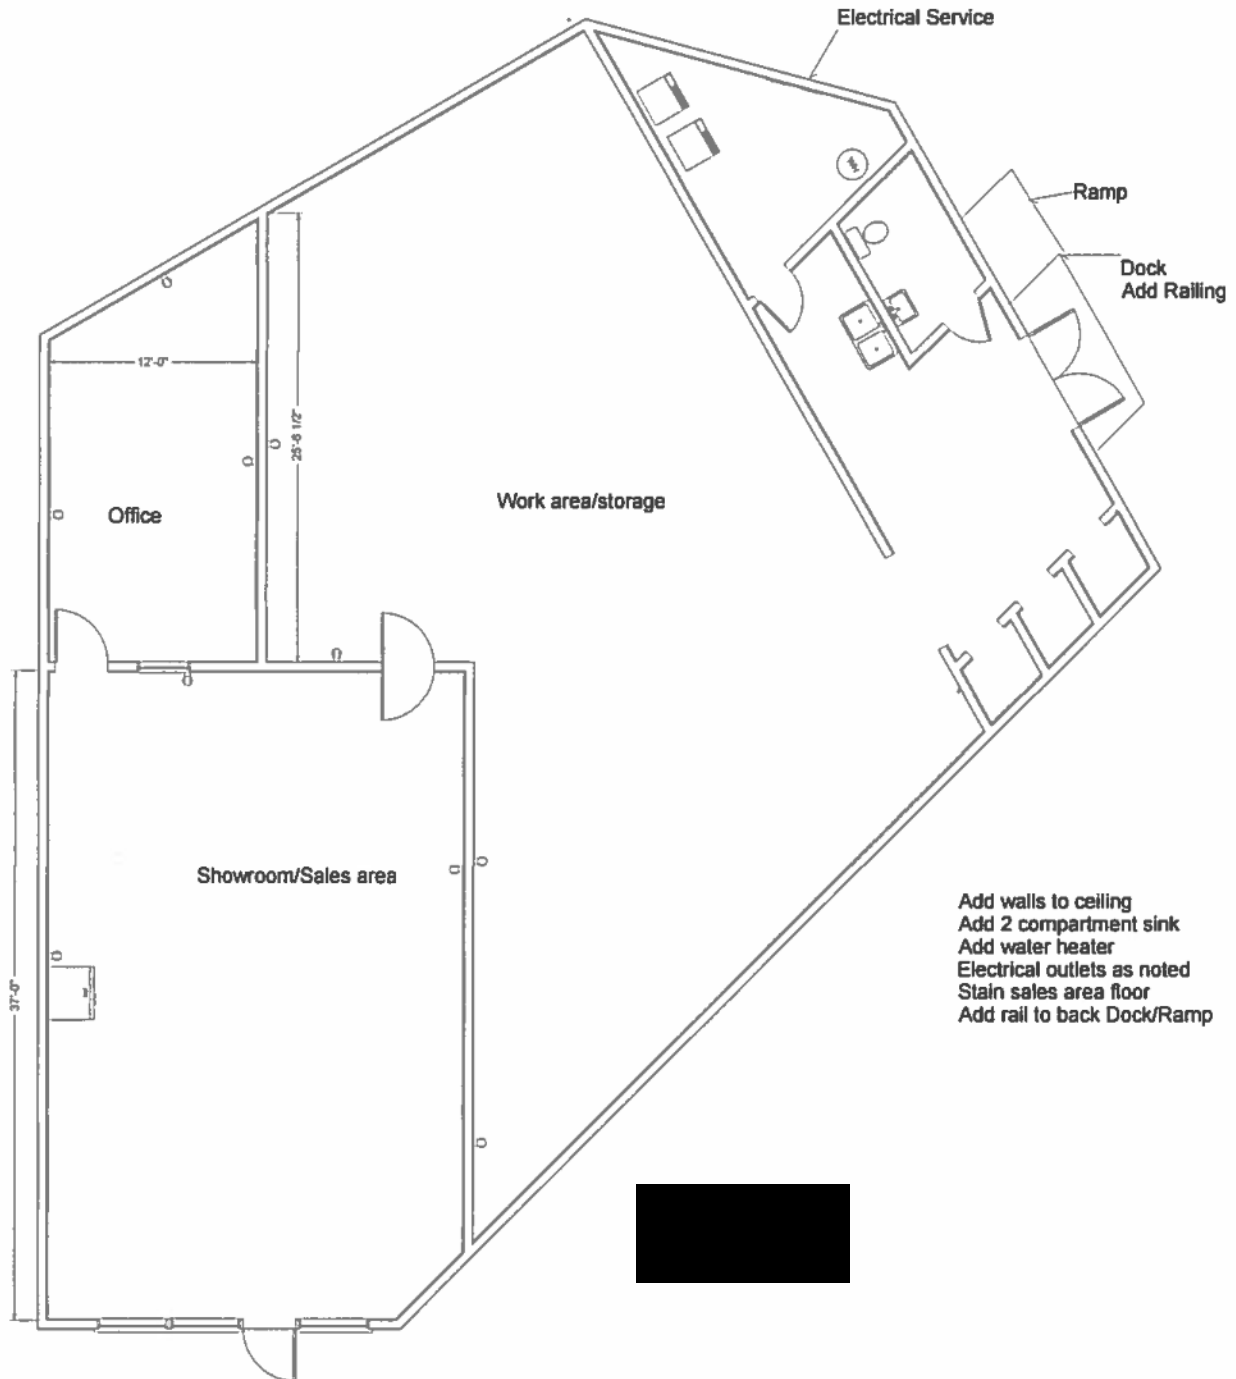 Electrical Service
Ramp
Dock
Add Railing
12'-0"
25'-6 1/2"
Work area/storage
Office
Showroom/Sales area
37'-0"
Add walls to ceiling
Add 2 compartment sink
Add water heater
Electrical outlets as noted
Stain sales area floor
Add rail to back Dock/Ramp